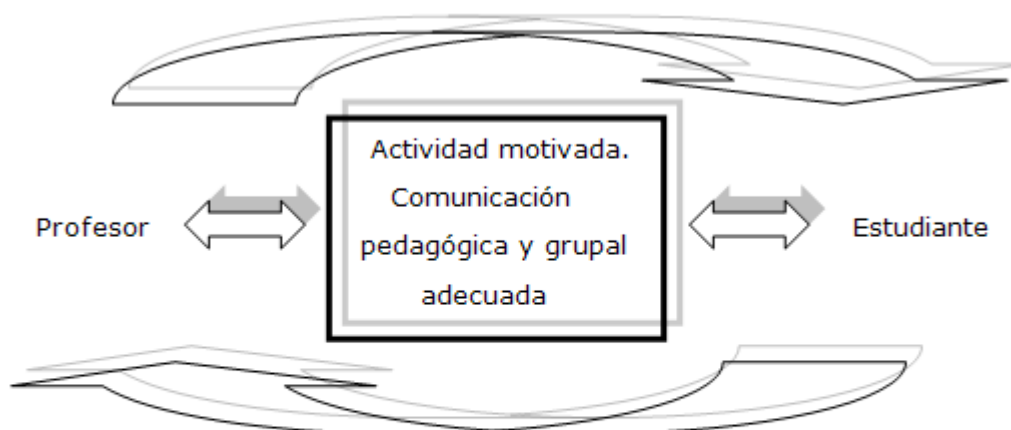 Actividad motivada.
Comunicación
pedagógica y grupal
adecuada
Profesor
Estudiante